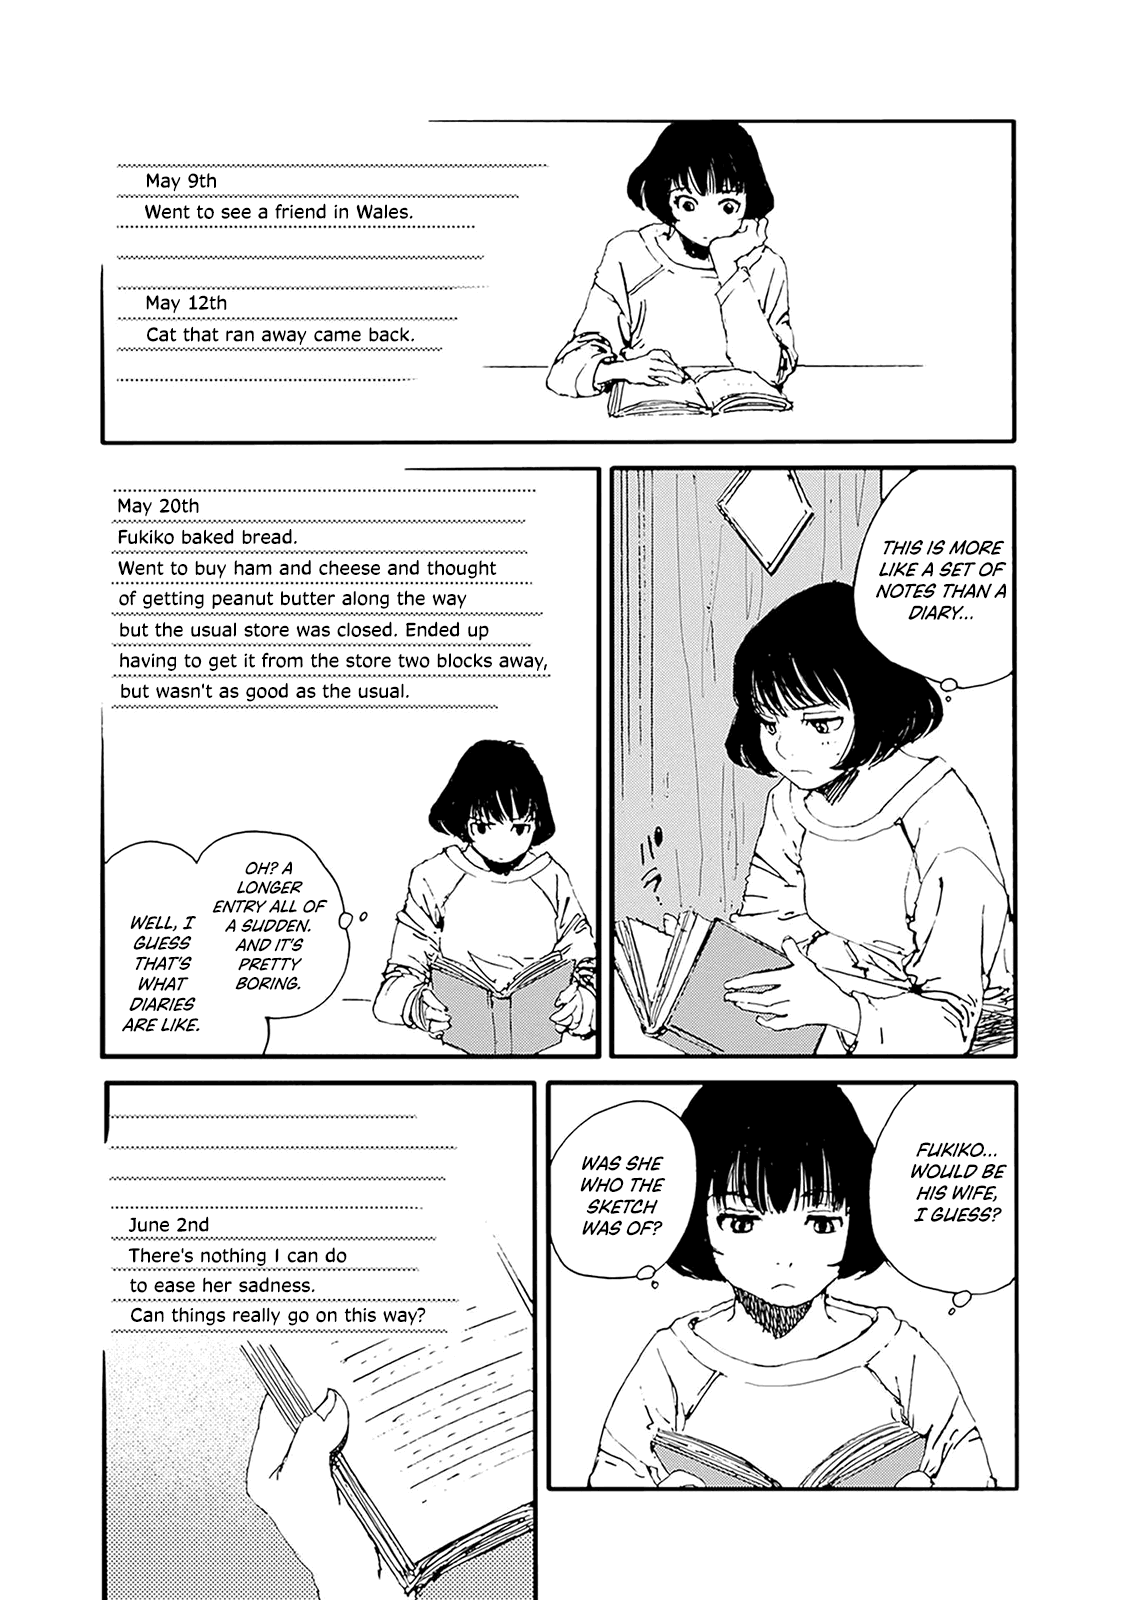 May 9th
Went to see a friend in Wales.
May 12th
Cat that ran away came back.
THIS IS MORE
LIKE A SET OF
NOTES THAN A
DIARY...
パラ
May 20th
Fukiko baked bread.
Went to buy ham and cheese and thought
of getting peanut butter along the way
but the usual store was closed. Ended up
having to get it from the store two blocks away,
but wasn't as good as the usual.
OH? A
LONGER
ENTRY ALL OF
A SUDDEN.
AND IT'S
PRETTY
BORING.
WELL, I
GUESS
THAT'S
WHAT
DIARIES
ARE LIKE.
FUKIKO...
WOULD BE
HIS WIFE,
I GUESS?
WAS SHE
WHO THE
SKETCH
WAS OF?
June 2nd
There's nothing I can do
to ease her sadness.
Can things really go on this way?